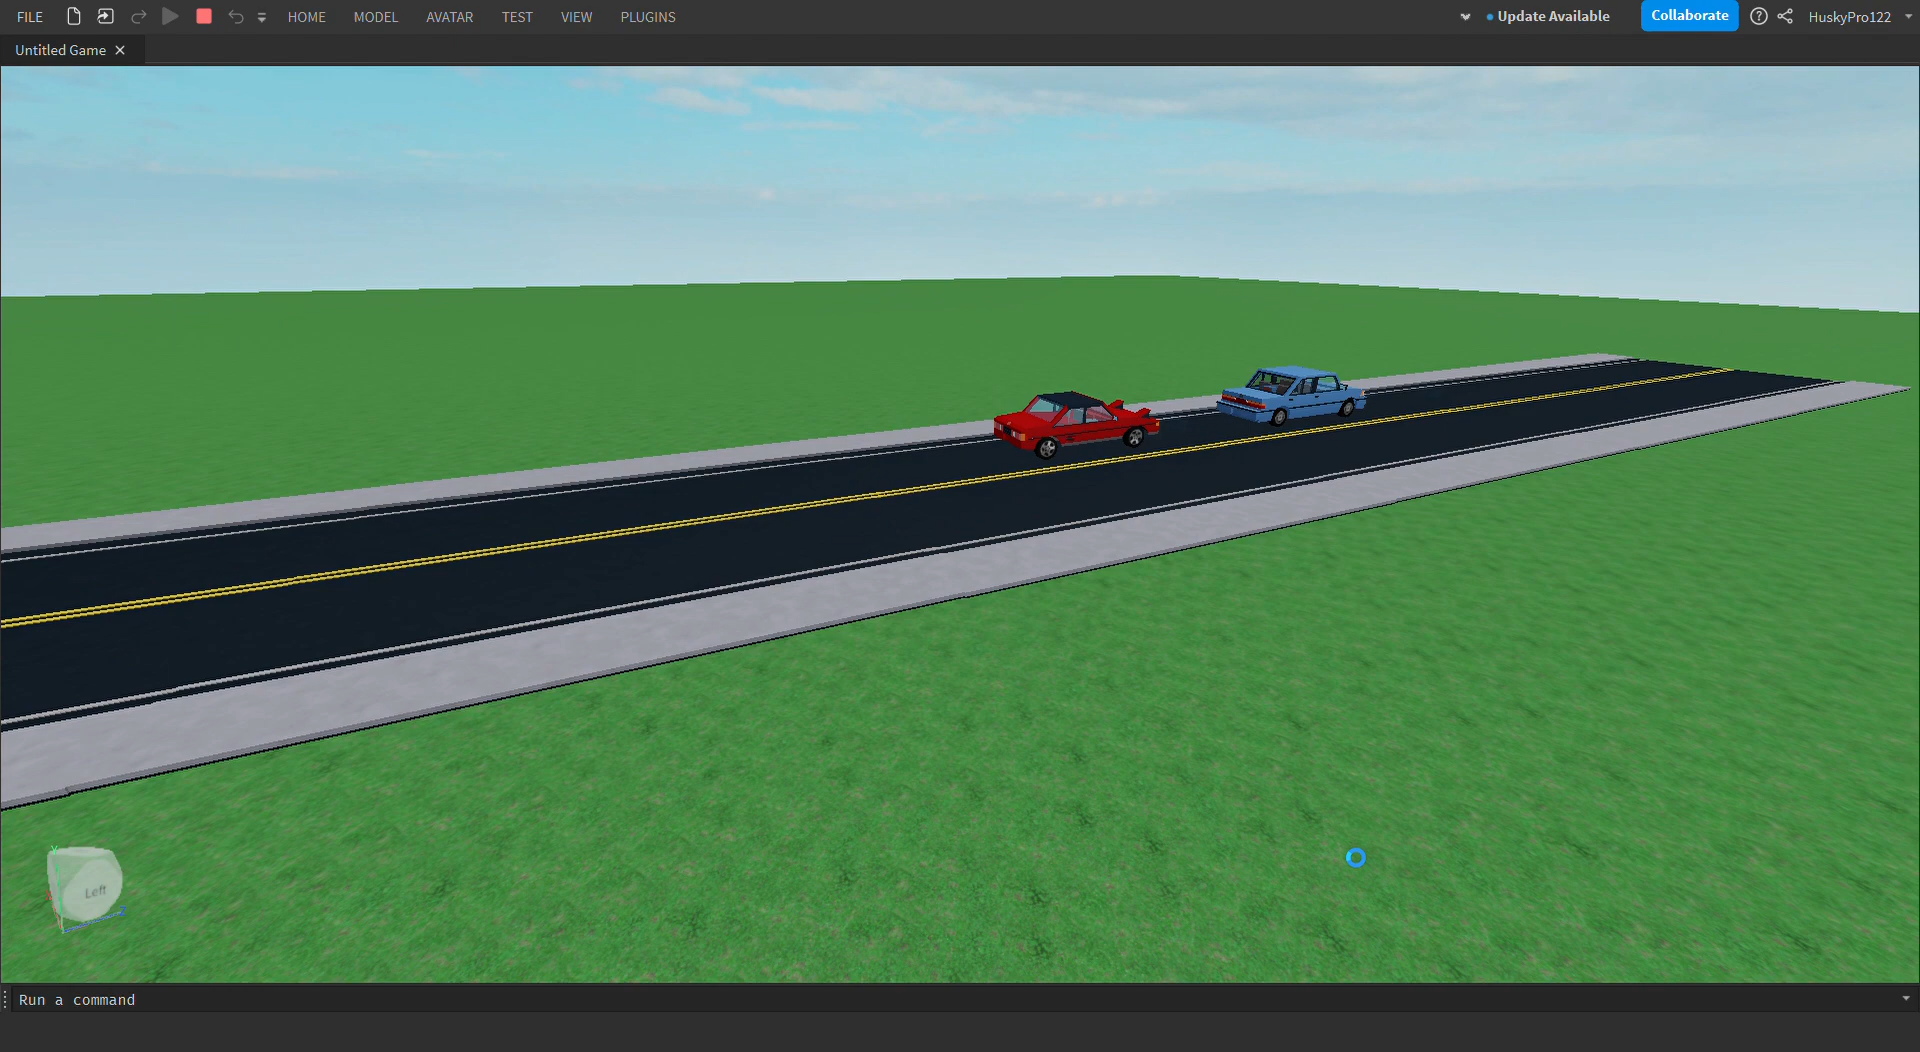 FILE HOME MODEL AVATAR TEST VIEW PLUGINS Update Available Collaborate HuskyPro122
Untitled Game
Y
Left
Z
Run a command